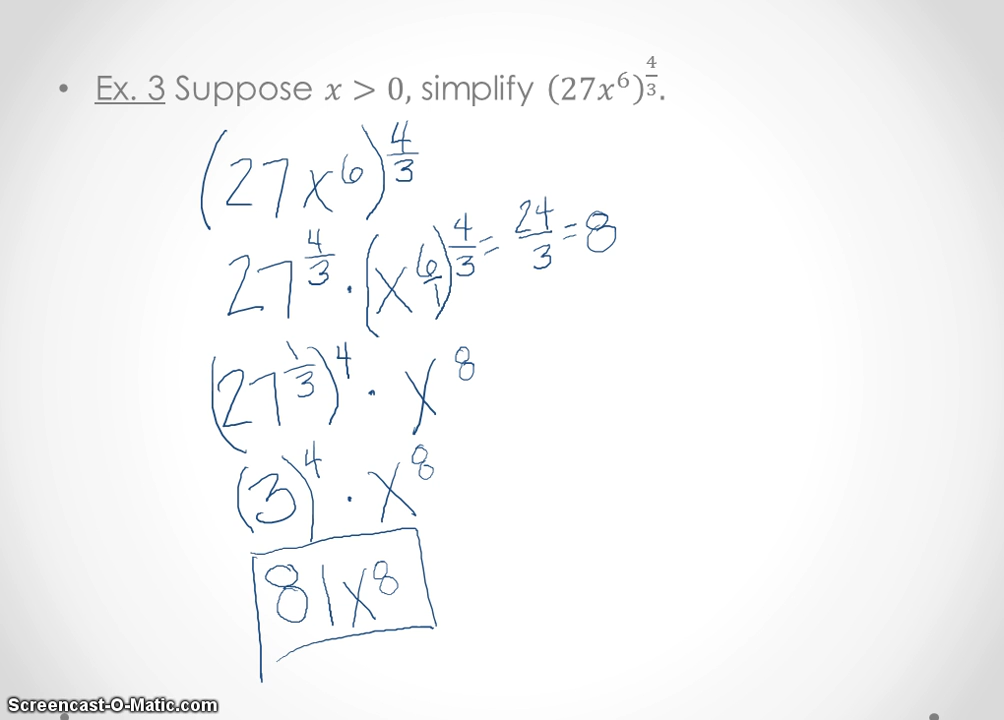 • Ex. 3 Suppose x > 0, simplify (27x⁶)^(4/3).
(27x⁶)^(4/3)
27^(4/3) · (x^(6/1))^(4/3) = 24/3 = 8
(27^(1/3))⁴ · x⁸
(3)⁴ · x⁸
81x⁸
Screencast-O-Matic.com